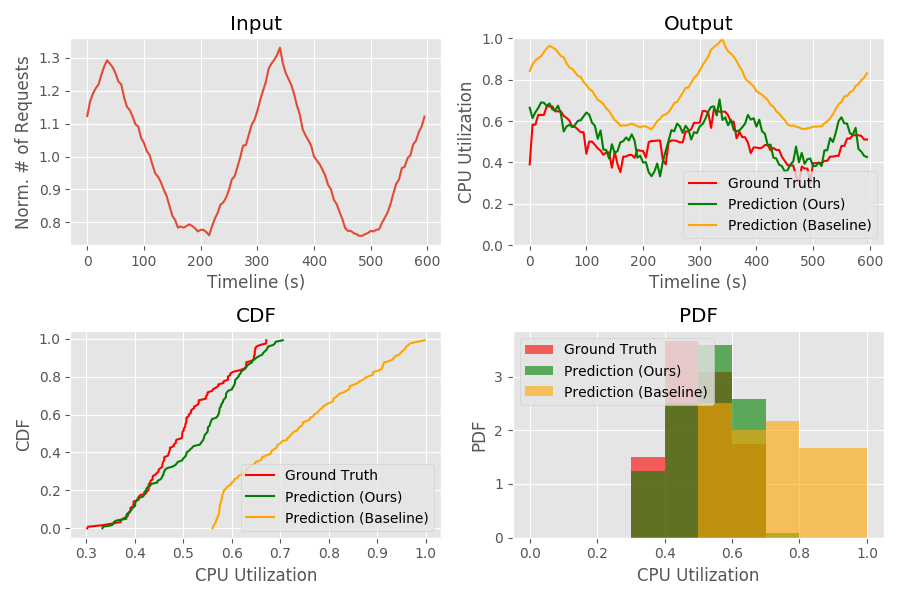 Input
Norm. # of Requests
1.3
1.2
1.1
1.0
0.9
0.8
0 100 200 300 400 500 600
Timeline (s)
Output
CPU Utilization
1.0
0.8
0.6
0.4
0.2
0.0
Ground Truth
Prediction (Ours)
Prediction (Baseline)
0 100 200 300 400 500 600
Timeline (s)
CDF
CDF
1.0
0.8
0.6
0.4
0.2
0.0
Ground Truth
Prediction (Ours)
Prediction (Baseline)
0.3 0.4 0.5 0.6 0.7 0.8 0.9 1.0
CPU Utilization
PDF
PDF
3
2
1
0
Ground Truth
Prediction (Ours)
Prediction (Baseline)
0.0 0.2 0.4 0.6 0.8 1.0
CPU Utilization